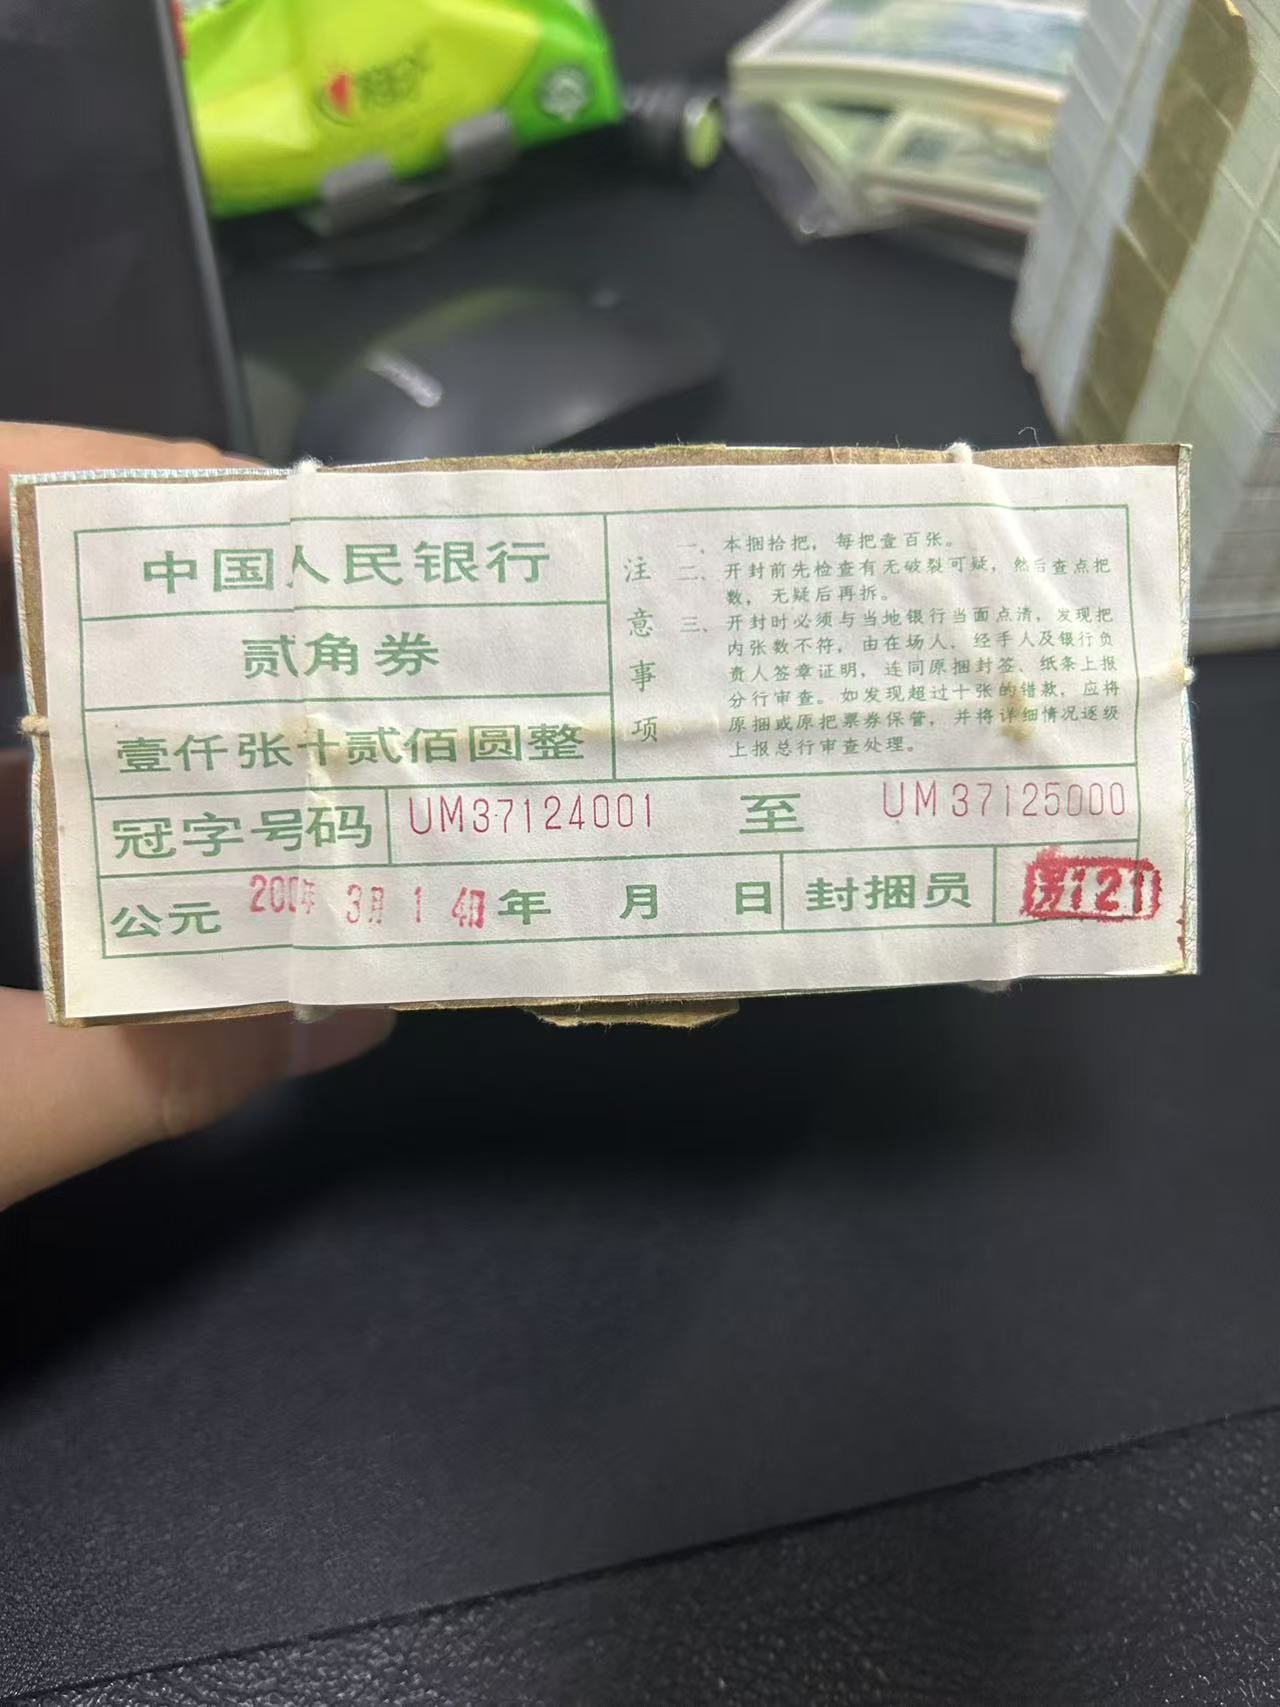 中国人民银行
贰角券
壹仟张 贰佰圆整
注意事项
一、本捆拾把，每把壹百张。
二、开封前先检查有无破裂可疑，然后查点把
数，无疑后再拆。
三、开封时必须与当地银行当面点清，发现把
内张数不符，由在场人、经手人及银行负
责人签章证明，连同原捆封签、纸条上报
分行审查。如发现超过十张的错款，应将
原捆或原把票券保管，并将详细情况逐级
上报总行审查处理。
冠字号码 UM37124001 至 UM37125000
公元 3月 1 年 月 日 封捆员 121